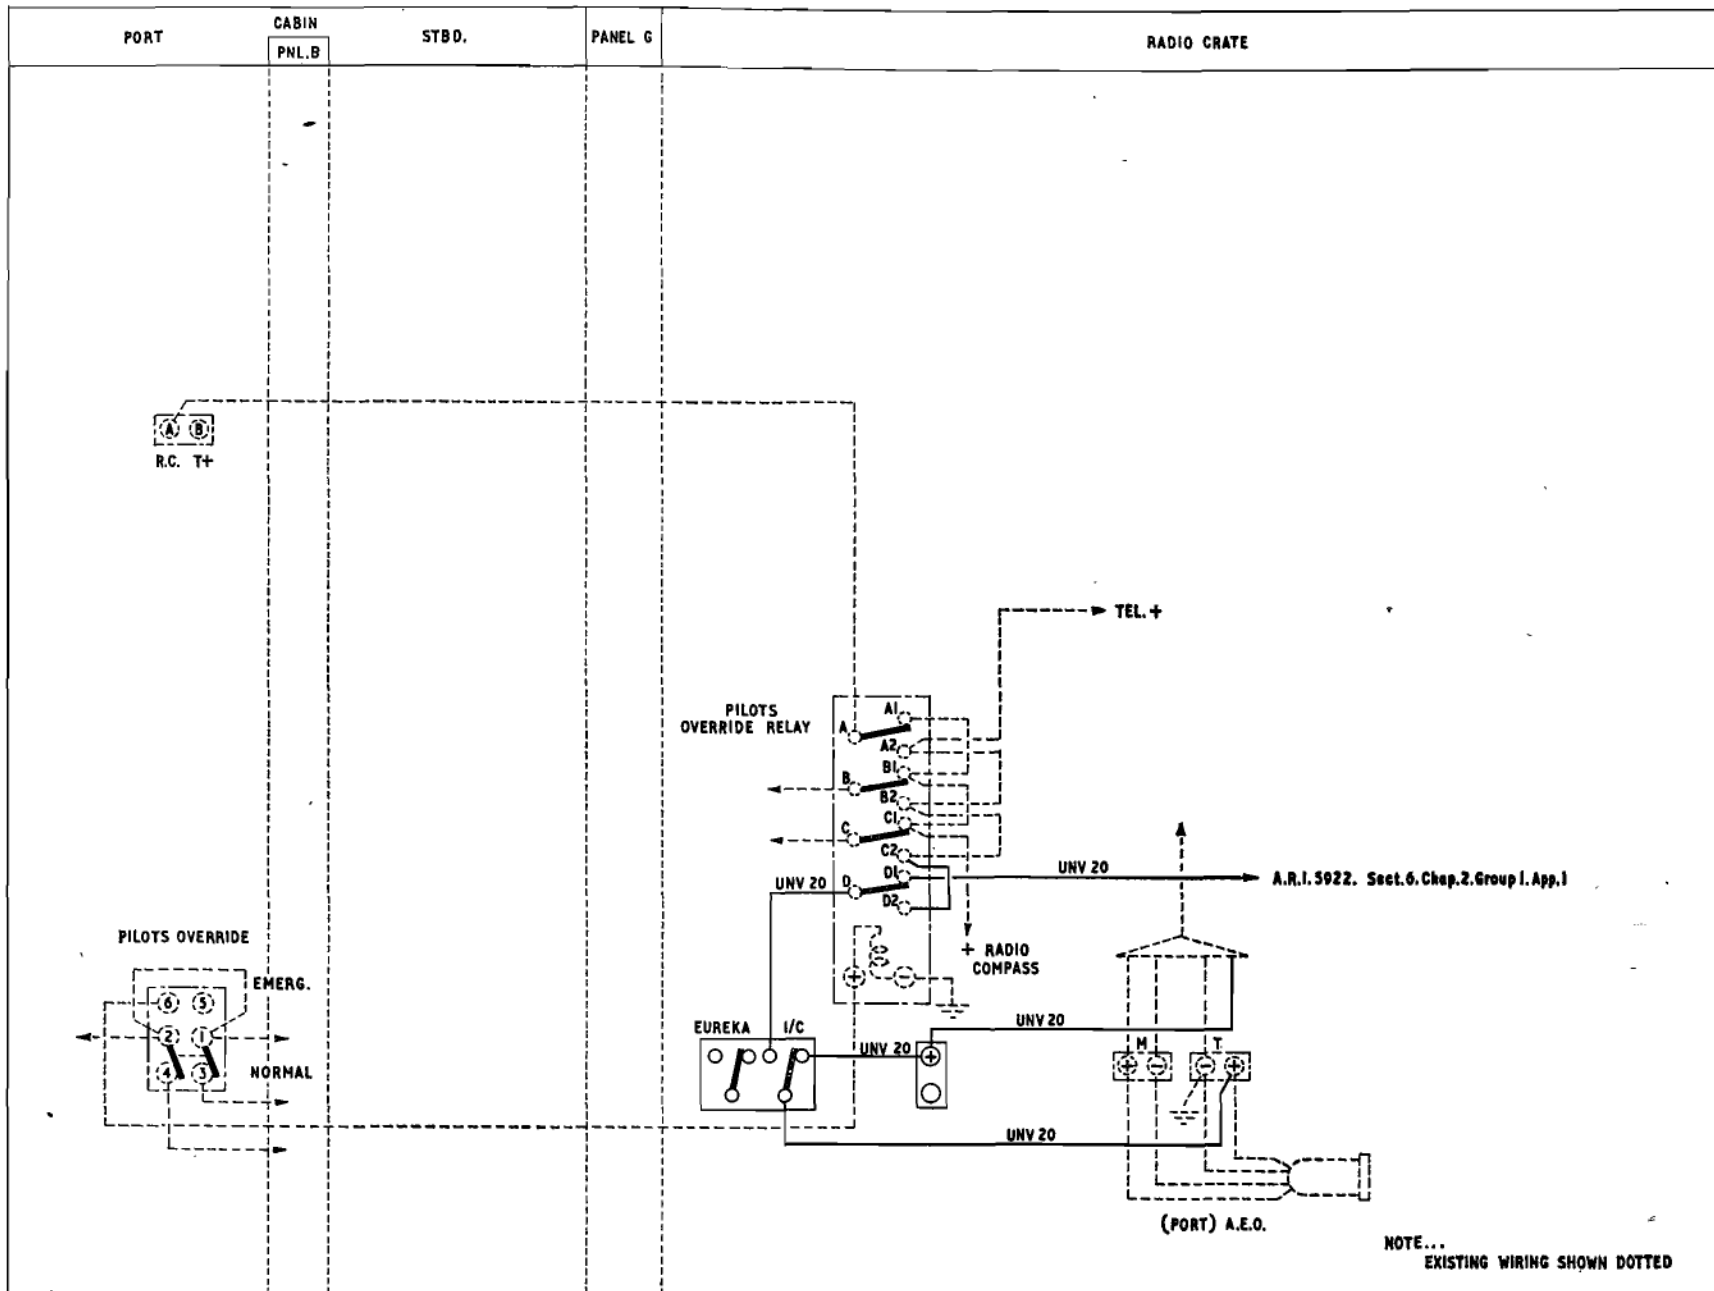 PORT
CABIN
PNL.B
STBD.
PANEL G
RADIO CRATE
A B
R.C. T+
TEL.+
PILOTS
OVERRIDE RELAY
A A1
A2
B B1
B2
C C1
C2
D D1
D2
UNV 20
UNV 20
A.R.I. 5922. Sect.6. Chap.2. Group 1. App.1
+ RADIO
COMPASS
+ -
PILOTS OVERRIDE
EMERG.
6 5
2 1
4 3
NORMAL
EUREKA I/C
UNV 20
+
UNV 20
M T
+ - - +
UNV 20
(PORT) A.E.O.
NOTE...
EXISTING WIRING SHOWN DOTTED